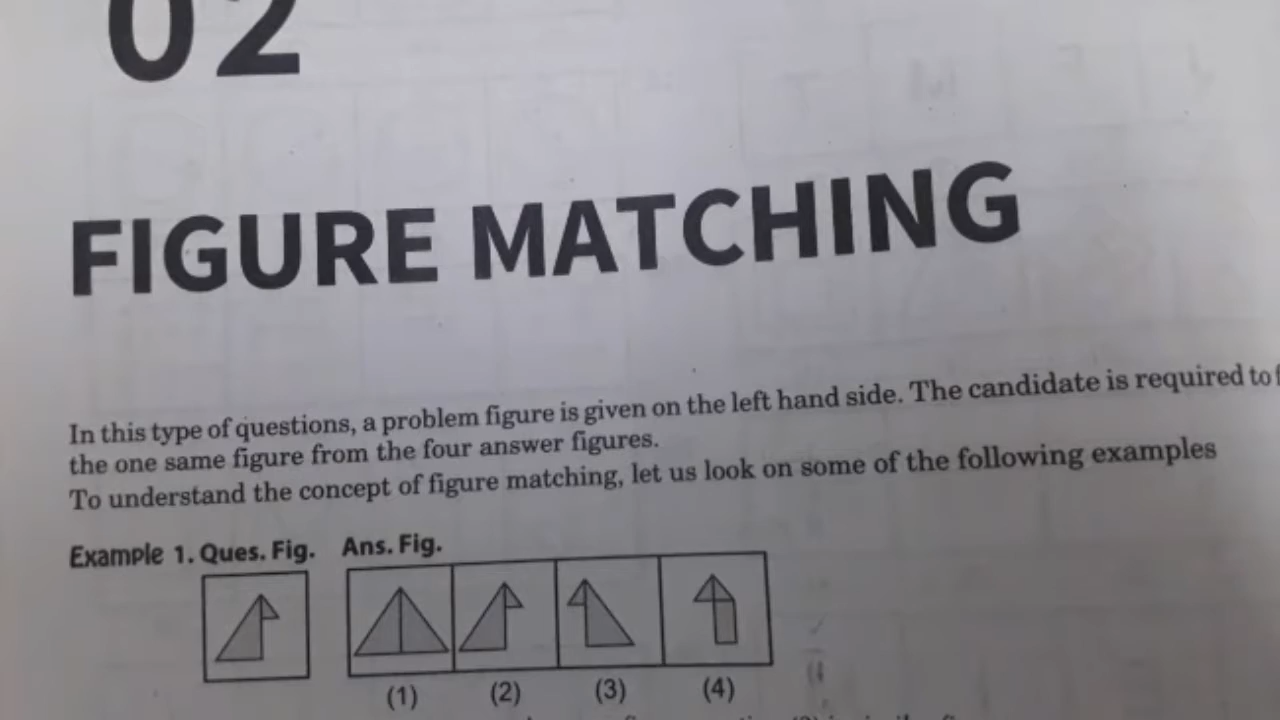 02
FIGURE MATCHING
In this type of questions, a problem figure is given on the left hand side. The candidate is required to
the one same figure from the four answer figures.
To understand the concept of figure matching, let us look on some of the following examples
Example 1. Ques. Fig. Ans. Fig.
(1) (2) (3) (4)